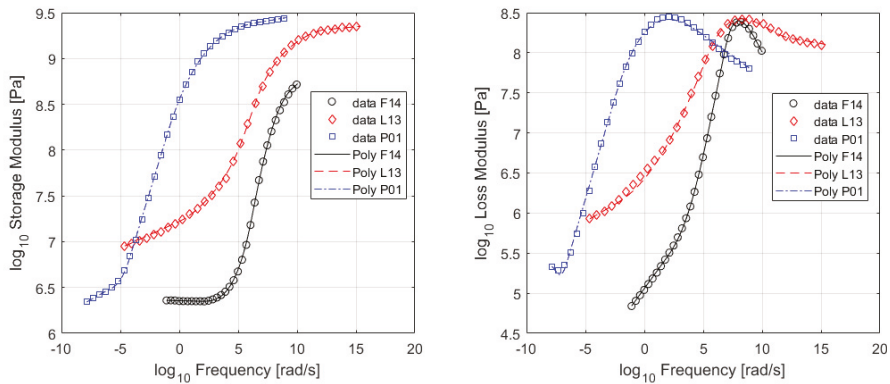 9.5
9
8.5
8
7.5
7
6.5
6
-10
-5
0
5
10
15
20
log10 Storage Modulus [Pa]
log10 Frequency [rad/s]
data F14
data L13
data P01
Poly F14
Poly L13
Poly P01
8.5
8
7.5
7
6.5
6
5.5
5
4.5
-10
-5
0
5
10
15
20
log10 Loss Modulus [Pa]
log10 Frequency [rad/s]
data F14
data L13
data P01
Poly F14
Poly L13
Poly P01